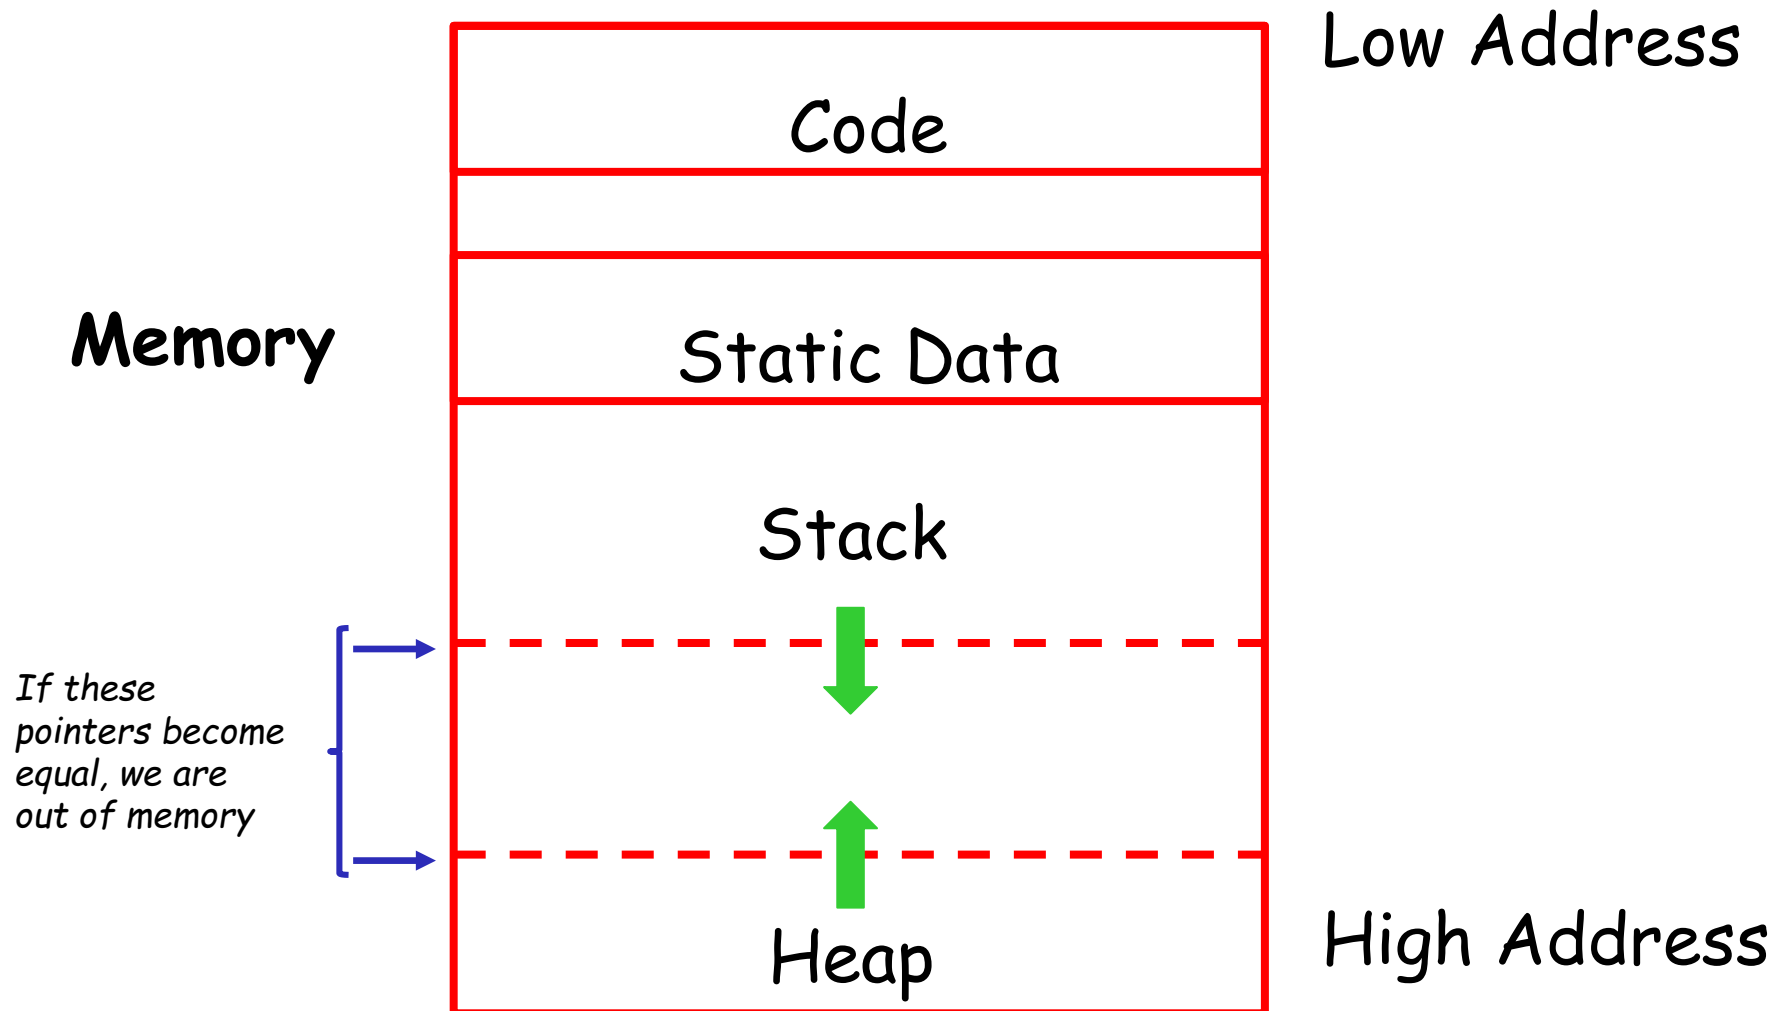 Low Address
Code
Memory
Static Data
Stack
If these
pointers become
equal, we are
out of memory
Heap
High Address